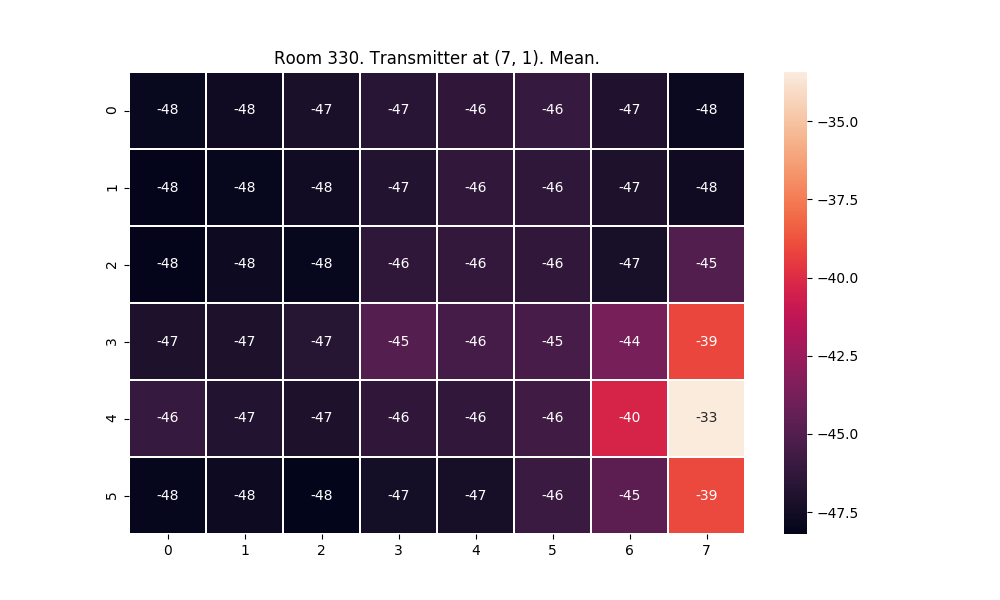 Room 330. Transmitter at (7, 1). Mean.
0 -48 -48 -47 -47 -46 -46 -47 -48
1 -48 -48 -48 -47 -46 -46 -47 -48
2 -48 -48 -48 -46 -46 -46 -47 -45
3 -47 -47 -47 -45 -46 -45 -44 -39
4 -46 -47 -47 -46 -46 -46 -40 -33
5 -48 -48 -48 -47 -47 -46 -45 -39
0 1 2 3 4 5 6 7
−35.0
−37.5
−40.0
−42.5
−45.0
−47.5